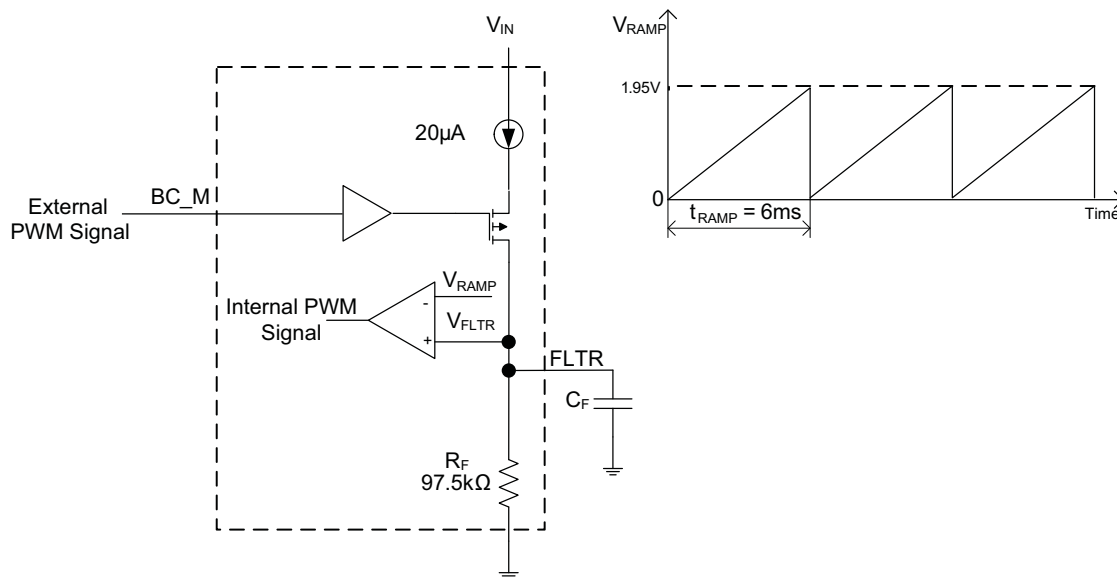 V_IN
20µA
BC_M
External
PWM Signal
V_RAMP
-
Internal PWM
Signal
V_FLTR
+
FLTR
C_F
R_F
97.5kΩ
V_RAMP
1.95V
0
t_RAMP = 6ms
Time